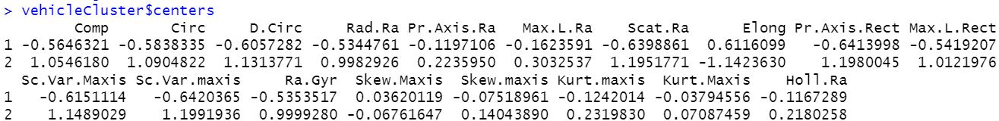 > vehicleCluster$centers
Comp Circ D.Circ Rad.Ra Pr.Axis.Ra Max.L.Ra Scat.Ra Elong Pr.Axis.Rect Max.L.Rect
1 -0.5646321 -0.5838335 -0.6057282 -0.5344761 -0.1197106 -0.1623591 -0.6398861 0.6116099 -0.6413998 -0.5419207
2 1.0546180 1.0904822 1.1313771 0.9982926 0.2235950 0.3032537 1.1951771 -1.1423630 1.1980045 1.0121976
Sc.Var.Maxis Sc.Var.maxis Ra.Gyr Skew.Maxis Skew.maxis Kurt.maxis Kurt.Maxis Holl.Ra
1 -0.6151114 -0.6420365 -0.5353517 0.03620119 -0.07518961 -0.1242014 -0.03794556 -0.1167289
2 1.1489029 1.1991936 0.9999280 -0.06761647 0.14043890 0.2319830 0.07087459 0.2180258